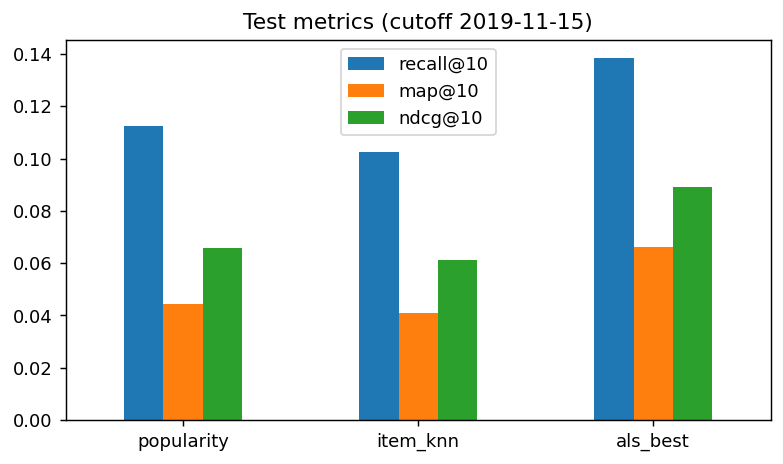 Test metrics (cutoff 2019-11-15)
0.14
0.12
0.10
0.08
0.06
0.04
0.02
0.00
recall@10
map@10
ndcg@10
popularity
item_knn
als_best